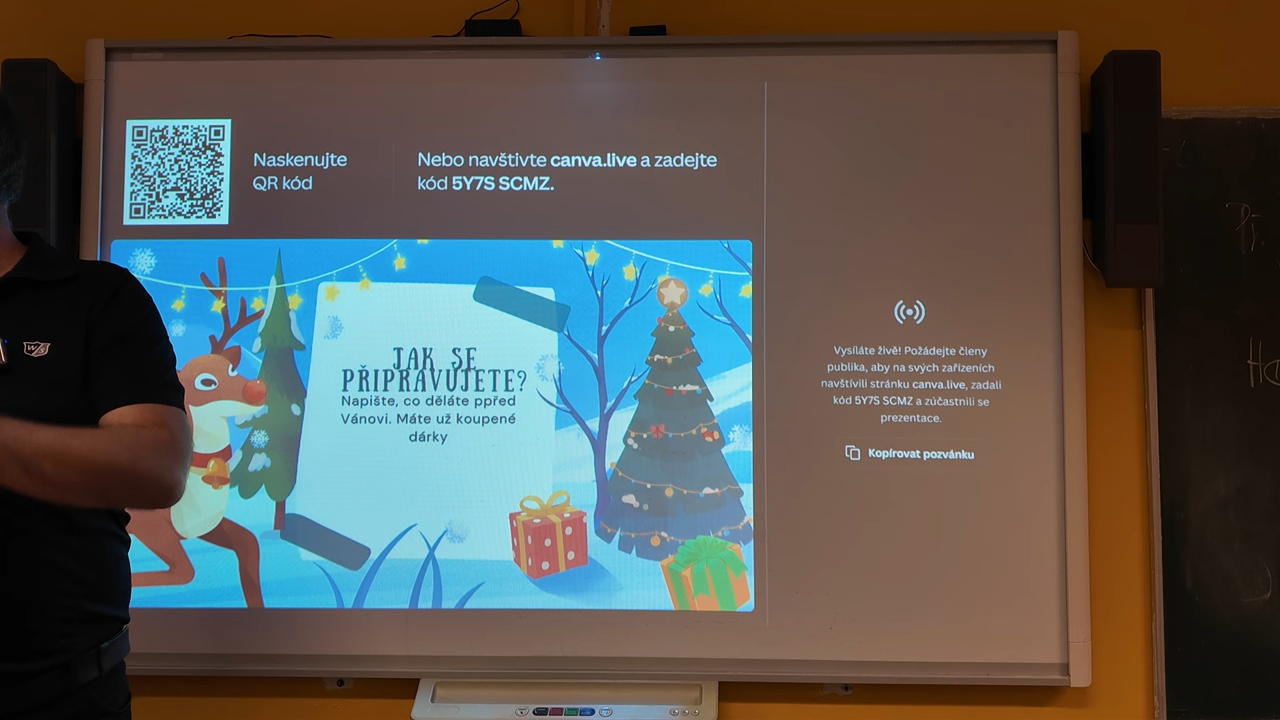 Naskenujte
QR kód
Nebo navštivte canva.live a zadejte
kód 5Y7S SCMZ.
JAK SE
PŘIPRAVUJETE?
Napište, co děláte ppřed
Vánovi. Máte už koupené
dárky
Vysíláte živě! Požádejte členy
publika, aby na svých zařízeních
navštívili stránku canva.live, zadali
kód 5Y7S SCMZ a zúčastnili se
prezentace.
Kopírovat pozvánku
W/S